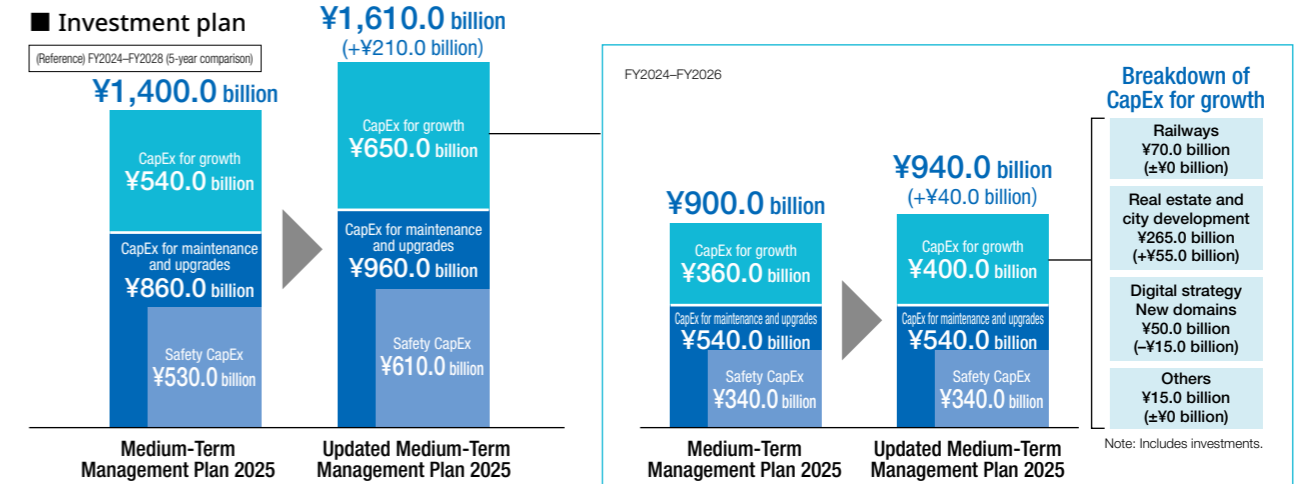 ■ Investment plan
(Reference) FY2024–FY2028 (5-year comparison)
¥1,400.0 billion
CapEx for growth
¥540.0 billion
CapEx for maintenance
and upgrades
¥860.0 billion
Safety CapEx
¥530.0 billion
Medium-Term
Management Plan 2025
¥1,610.0 billion
(+¥210.0 billion)
CapEx for growth
¥650.0 billion
CapEx for maintenance
and upgrades
¥960.0 billion
Safety CapEx
¥610.0 billion
Updated Medium-Term
Management Plan 2025
FY2024–FY2026
¥900.0 billion
CapEx for growth
¥360.0 billion
CapEx for maintenance and upgrades
¥540.0 billion
Safety CapEx
¥340.0 billion
Medium-Term
Management Plan 2025
¥940.0 billion
(+¥40.0 billion)
CapEx for growth
¥400.0 billion
CapEx for maintenance and upgrades
¥540.0 billion
Safety CapEx
¥340.0 billion
Updated Medium-Term
Management Plan 2025
Breakdown of
CapEx for growth
Railways
¥70.0 billion
(±¥0 billion)
Real estate and
city development
¥265.0 billion
(+¥55.0 billion)
Digital strategy
New domains
¥50.0 billion
(–¥15.0 billion)
Others
¥15.0 billion
(±¥0 billion)
Note: Includes investments.